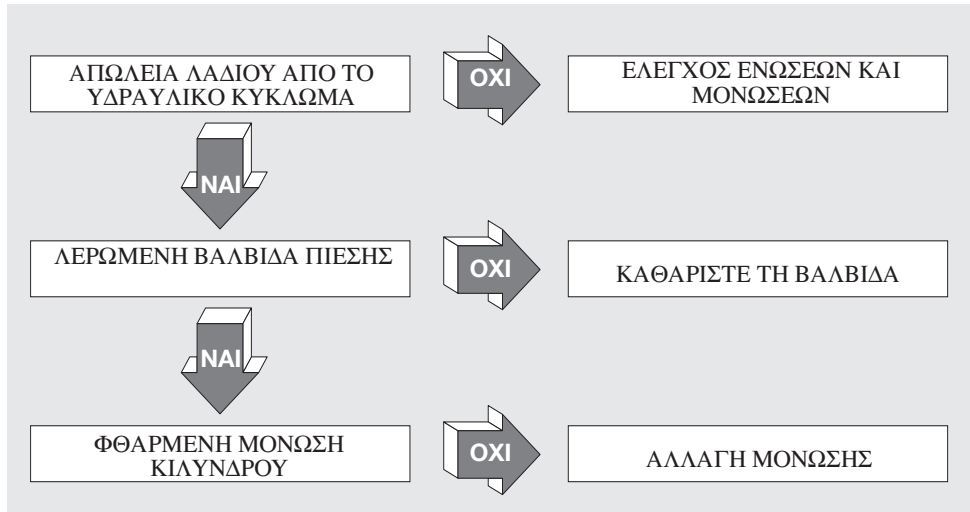 ΑΠΩΛΕΙΑ ΛΑΔΙΟΥ ΑΠΟ ΤΟ
ΥΔΡΑΥΛΙΚΟ ΚΥΚΛΩΜΑ
ΟΧΙ
ΕΛΕΓΧΟΣ ΕΝΩΣΕΩΝ ΚΑΙ
ΜΟΝΩΣΕΩΝ
ΝΑΙ
ΛΕΡΩΜΕΝΗ ΒΑΛΒΙΔΑ ΠΙΕΣΗΣ
ΟΧΙ
ΚΑΘΑΡΙΣΤΕ ΤΗ ΒΑΛΒΙΔΑ
ΝΑΙ
ΦΘΑΡΜΕΝΗ ΜΟΝΩΣΗ
ΚΙΛΥΝΔΡΟΥ
ΟΧΙ
ΑΛΛΑΓΗ ΜΟΝΩΣΗΣ